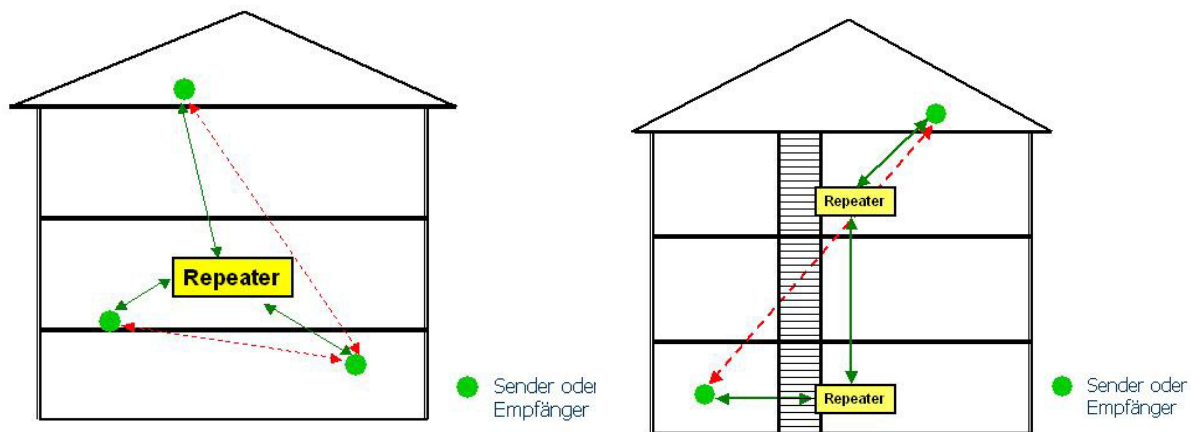 Repeater
Sender oder
Empfänger
Repeater
Repeater
Sender oder
Empfänger